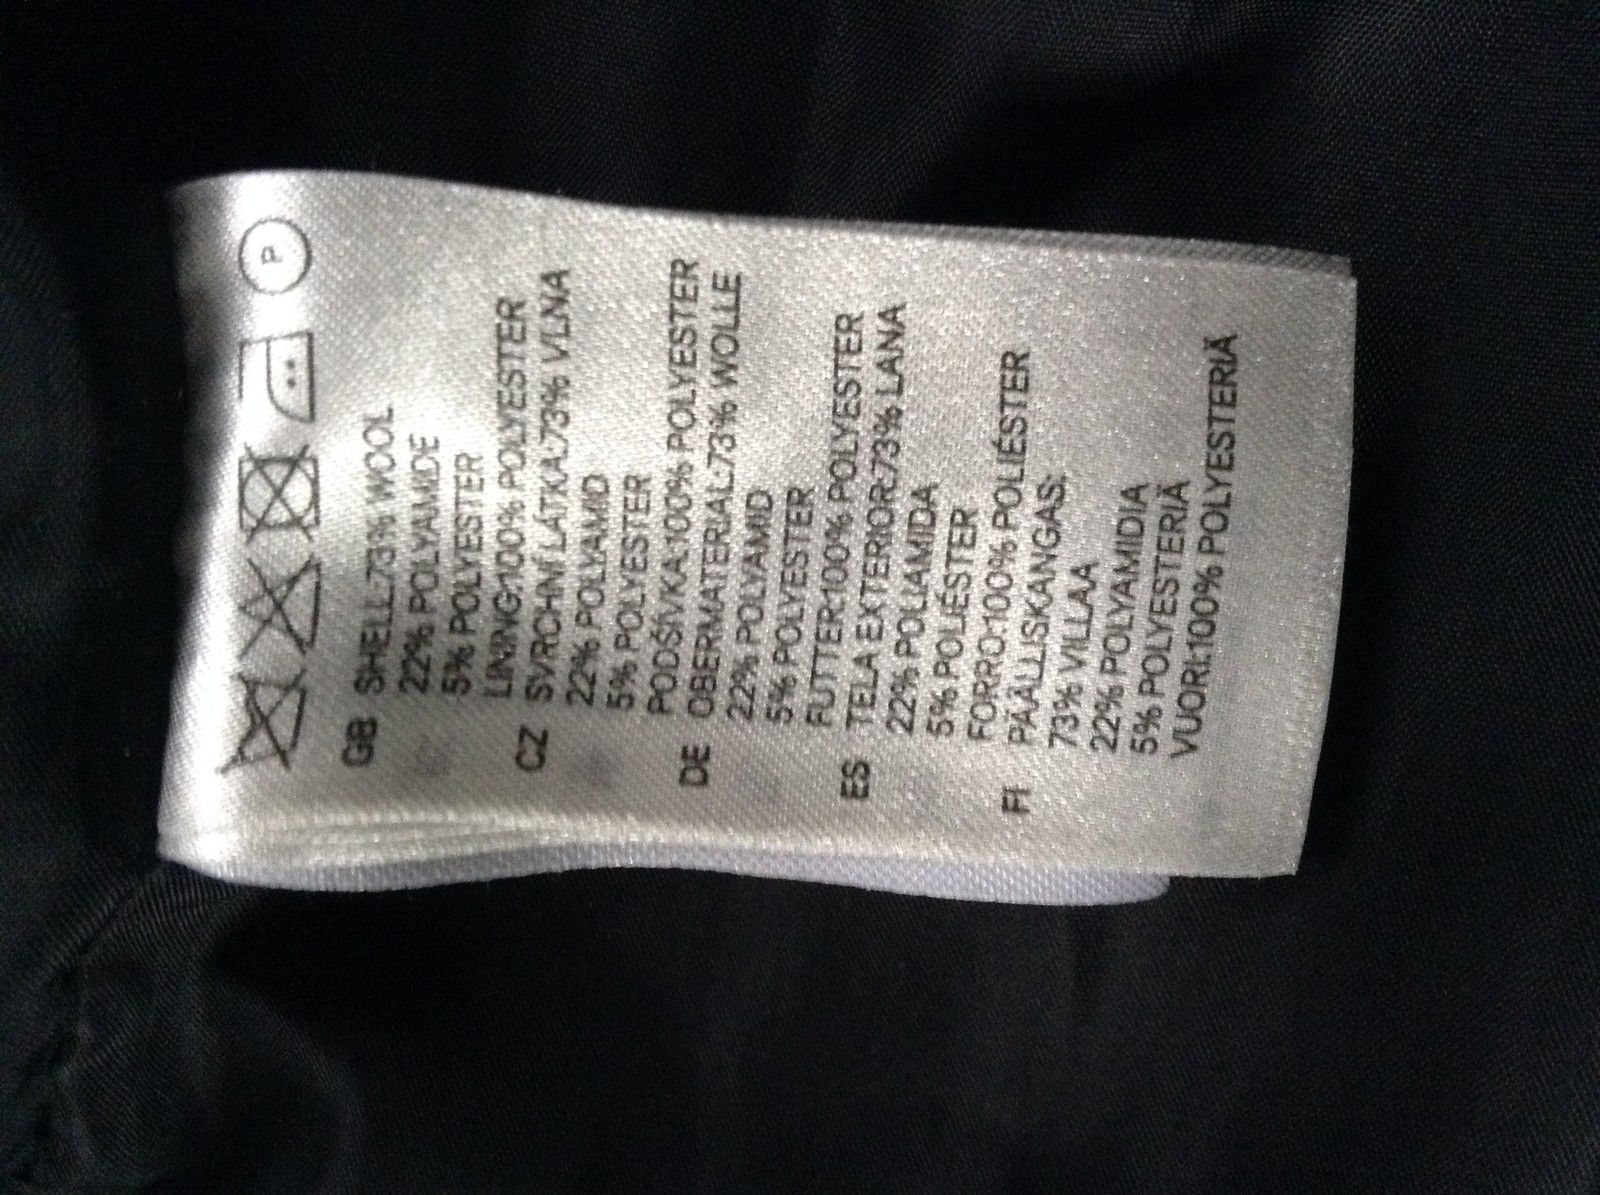 P
GB SHELL:73% WOOL
22% POLYAMIDE
5% POLYESTER
LINING:100% POLYESTER
CZ SVRCHNÍ LÁTKA:73% VLNA
22% POLYAMID
5% POLYESTER
PODŠÍVKA:100% POLYESTER
DE OBERMATERIAL:73% WOLLE
22% POLYAMID
5% POLYESTER
FUTTER:100% POLYESTER
ES TELA EXTERIOR:73% LANA
22% POLIAMIDA
5% POLIÉSTER
FORRO:100% POLIÉSTER
FI PÄÄLLISKANGAS:
73% VILLAA
22% POLYAMIDIA
5% POLYESTERIÄ
VUORI:100% POLYESTERIÄ